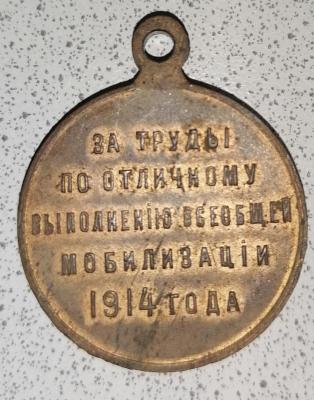 ЗА ТРУДЫ
ПО ОТЛИЧНОМУ
ВЫПОЛНЕНІЮ ВСЕОБЩЕЙ
МОБИЛИЗАЦІИ
1914 ГОДА